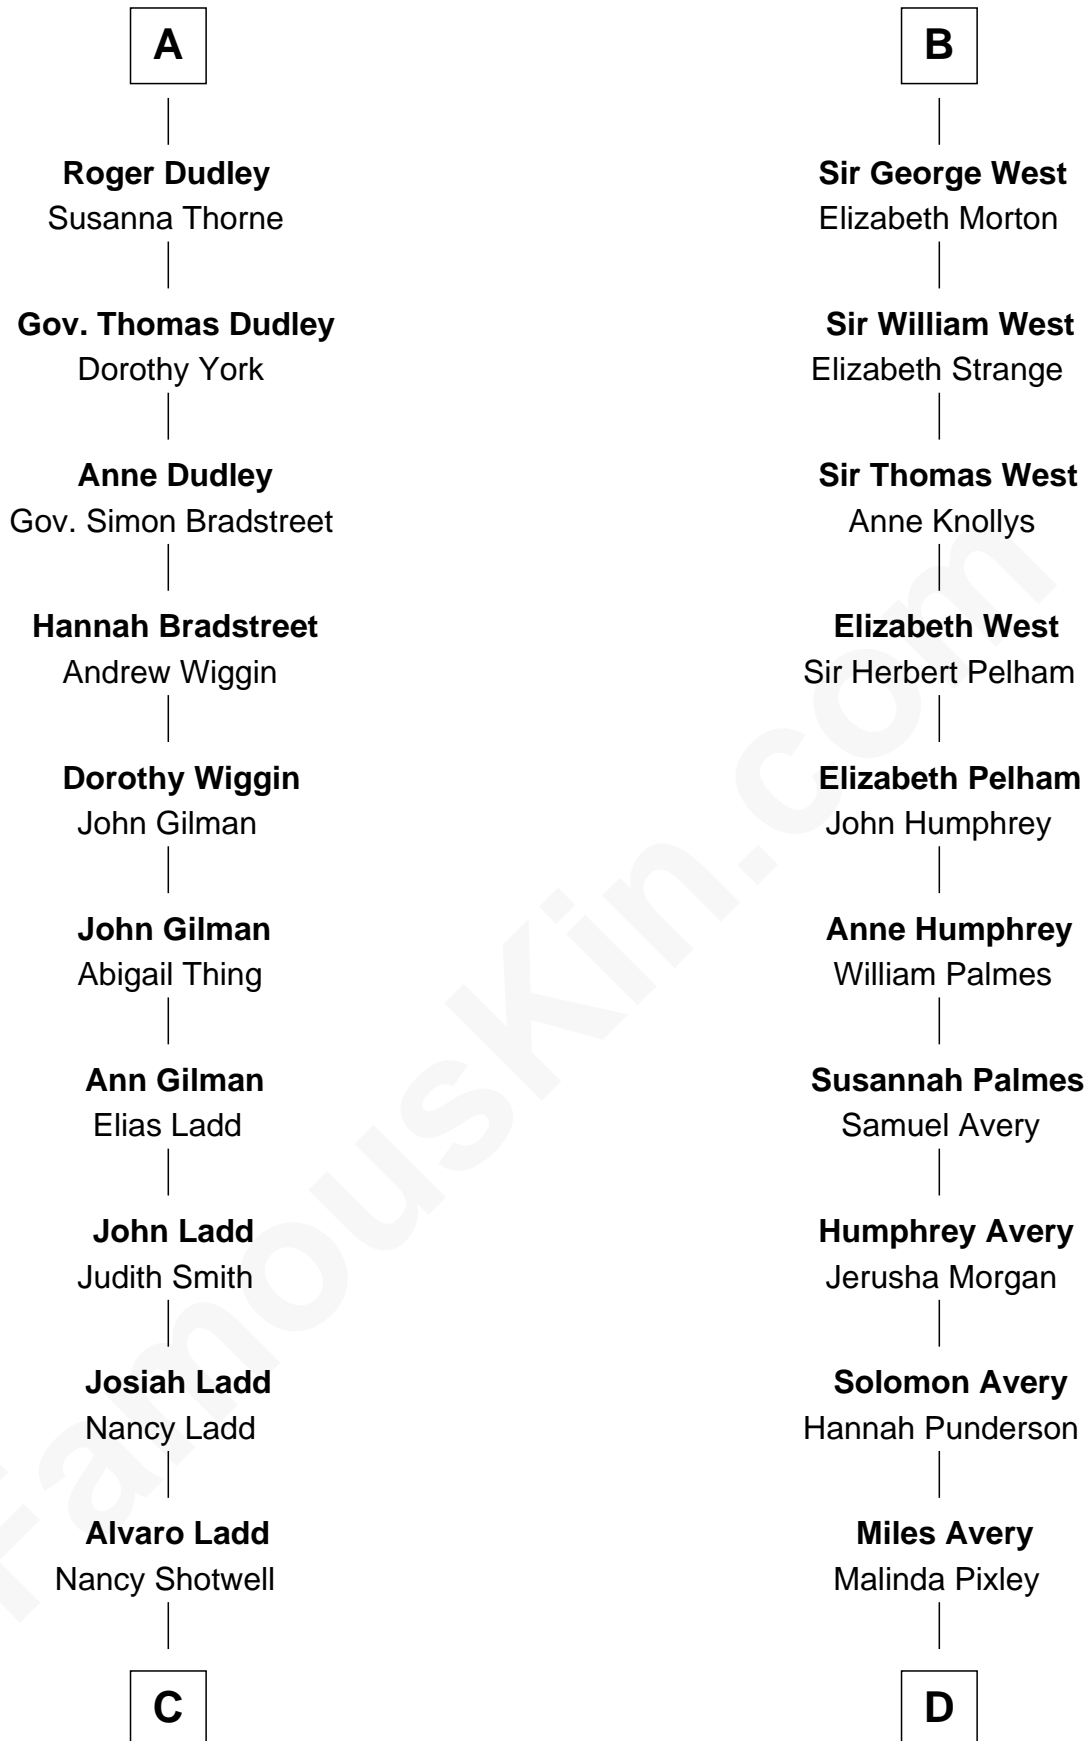 A
Roger Dudley
Susanna Thorne
Gov. Thomas Dudley
Dorothy York
Anne Dudley
Gov. Simon Bradstreet
Hannah Bradstreet
Andrew Wiggin
Dorothy Wiggin
John Gilman
John Gilman
Abigail Thing
Ann Gilman
Elias Ladd
John Ladd
Judith Smith
Josiah Ladd
Nancy Ladd
Alvaro Ladd
Nancy Shotwell
C
B
Sir George West
Elizabeth Morton
Sir William West
Elizabeth Strange
Sir Thomas West
Anne Knollys
Elizabeth West
Sir Herbert Pelham
Elizabeth Pelham
John Humphrey
Anne Humphrey
William Palmes
Susannah Palmes
Samuel Avery
Humphrey Avery
Jerusha Morgan
Solomon Avery
Hannah Punderson
Miles Avery
Malinda Pixley
D
FamousKin.com